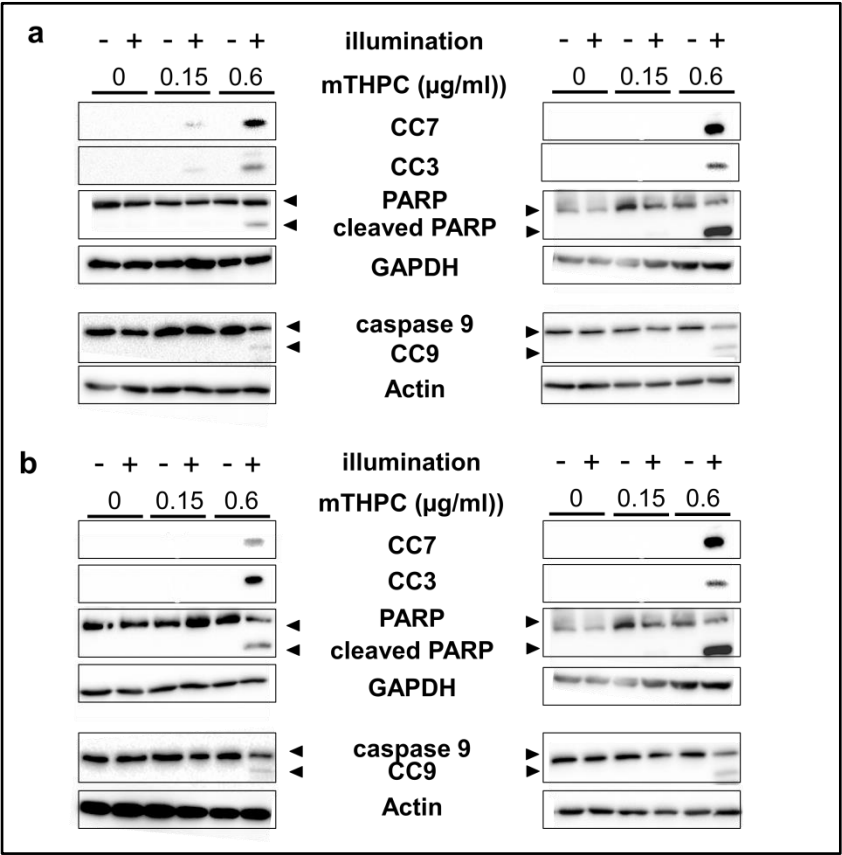 a
- + - + - + illumination - + - + - +
0 0.15 0.6 mTHPC (µg/ml)) 0 0.15 0.6
CC7
CC3
PARP
cleaved PARP
GAPDH
caspase 9
CC9
Actin
b
- + - + - + illumination - + - + - +
0 0.15 0.6 mTHPC (µg/ml)) 0 0.15 0.6
CC7
CC3
PARP
cleaved PARP
GAPDH
caspase 9
CC9
Actin